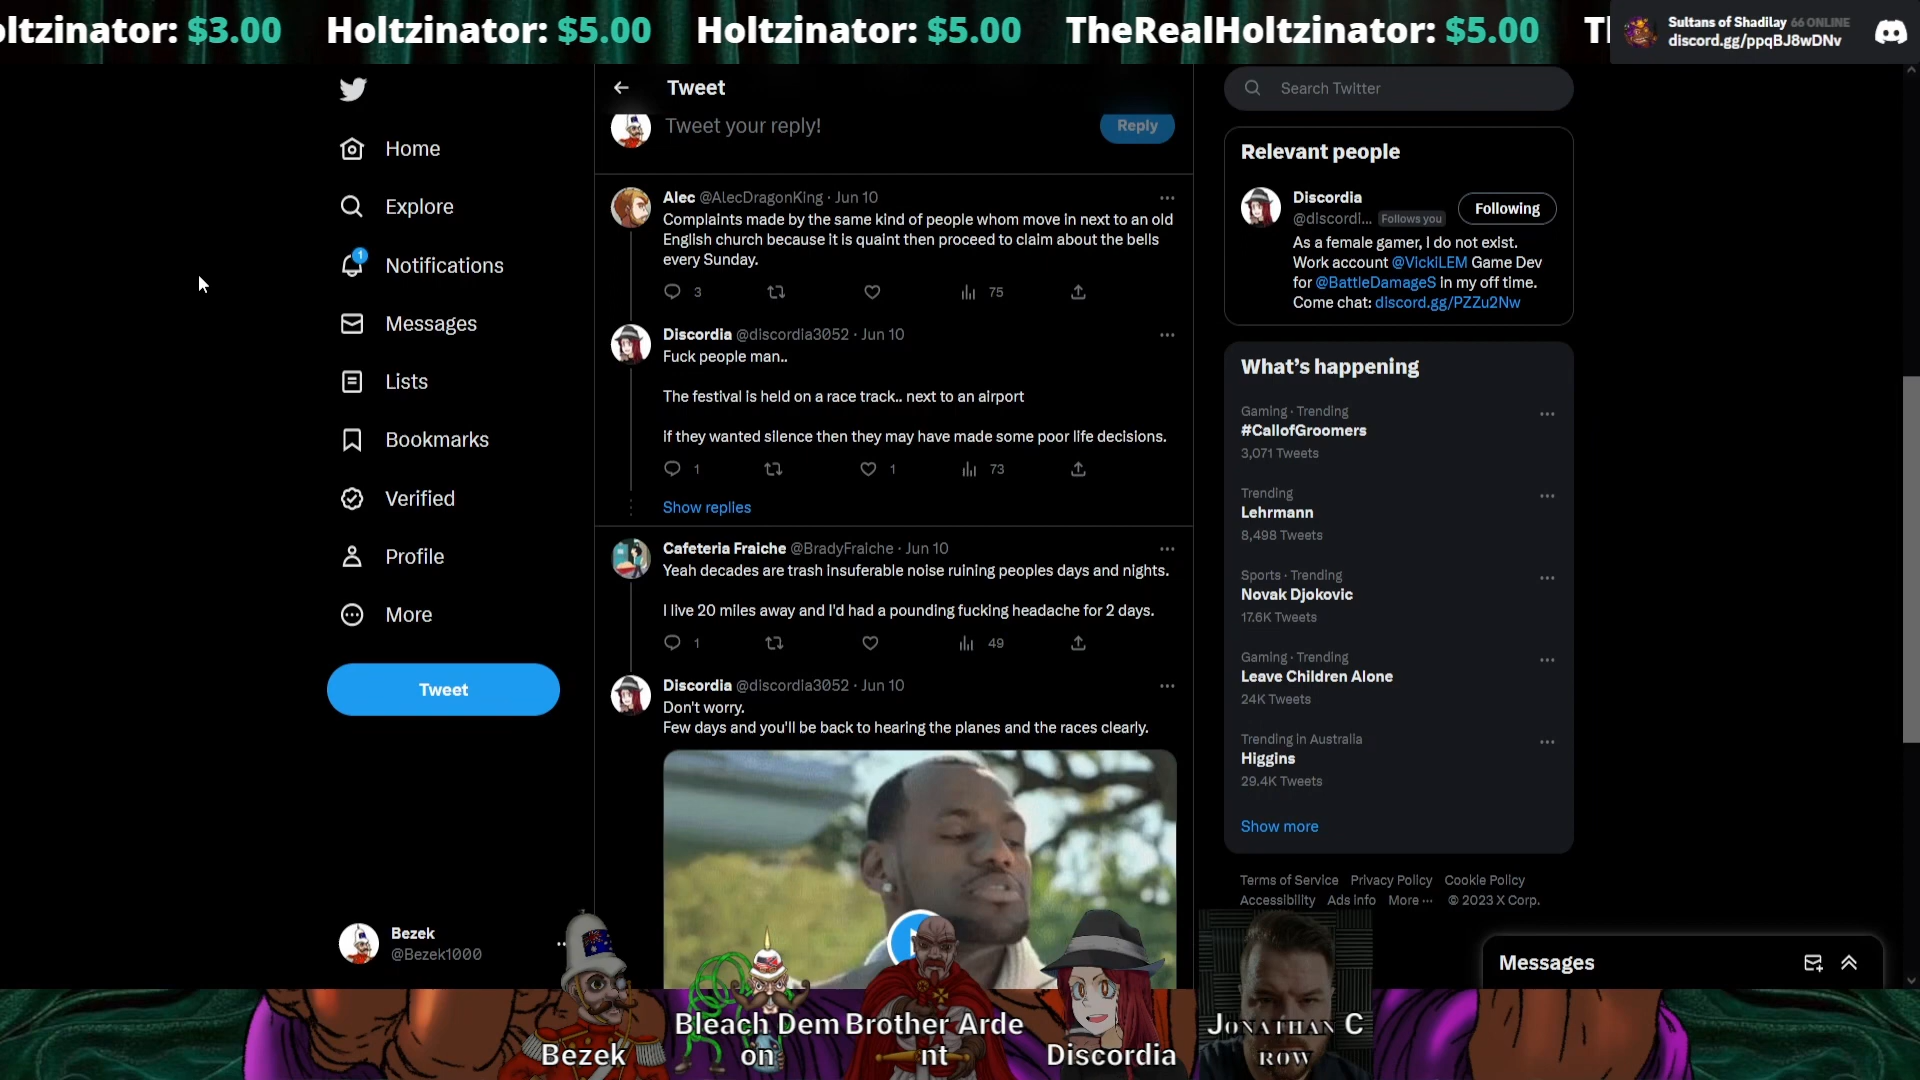 oltzinator: $3.00
Holtzinator: $5.00
Holtzinator: $5.00
TheRealHoltzinator: $5.00
Tl
Sultans of Shadilay 66 ONLINE
discord.gg/ppqBJ8wDNv
Home
Explore
1
Notifications
Messages
Lists
Bookmarks
Verified
Profile
More
Tweet
Bezek
@Bezek1000
Tweet
Tweet your reply!
Reply
Alec @AlecDragonKing · Jun 10
Complaints made by the same kind of people whom move in next to an old
English church because it is quaint then proceed to claim about the bells
every Sunday.
3
75
Discordia @discordia3052 · Jun 10
Fuck people man..
The festival is held on a race track.. next to an airport
If they wanted silence then they may have made some poor life decisions.
1
1
73
Show replies
Cafeteria Fraiche @BradyFraiche · Jun 10
Yeah decades are trash insuferable noise ruining peoples days and nights.
I live 20 miles away and I'd had a pounding fucking headache for 2 days.
1
49
Discordia @discordia3052 · Jun 10
Don't worry.
Few days and you'll be back to hearing the planes and the races clearly.
Search Twitter
Relevant people
Discordia
@discordi... Follows you
Following
As a female gamer, I do not exist.
Work account @VickiLEM Game Dev
for @BattleDamageS in my off time.
Come chat: discord.gg/PZZu2Nw
What's happening
Gaming · Trending
#CallofGroomers
3,071 Tweets
Trending
Lehrmann
8,498 Tweets
Sports · Trending
Novak Djokovic
17.6K Tweets
Gaming · Trending
Leave Children Alone
24K Tweets
Trending in Australia
Higgins
29.4K Tweets
Show more
Terms of Service Privacy Policy Cookie Policy
Accessibility Ads info More ··· © 2023 X Corp.
Messages
Bezek
Bleach Dem
on
Brother Arde
nt
Discordia
Jonathan C
row